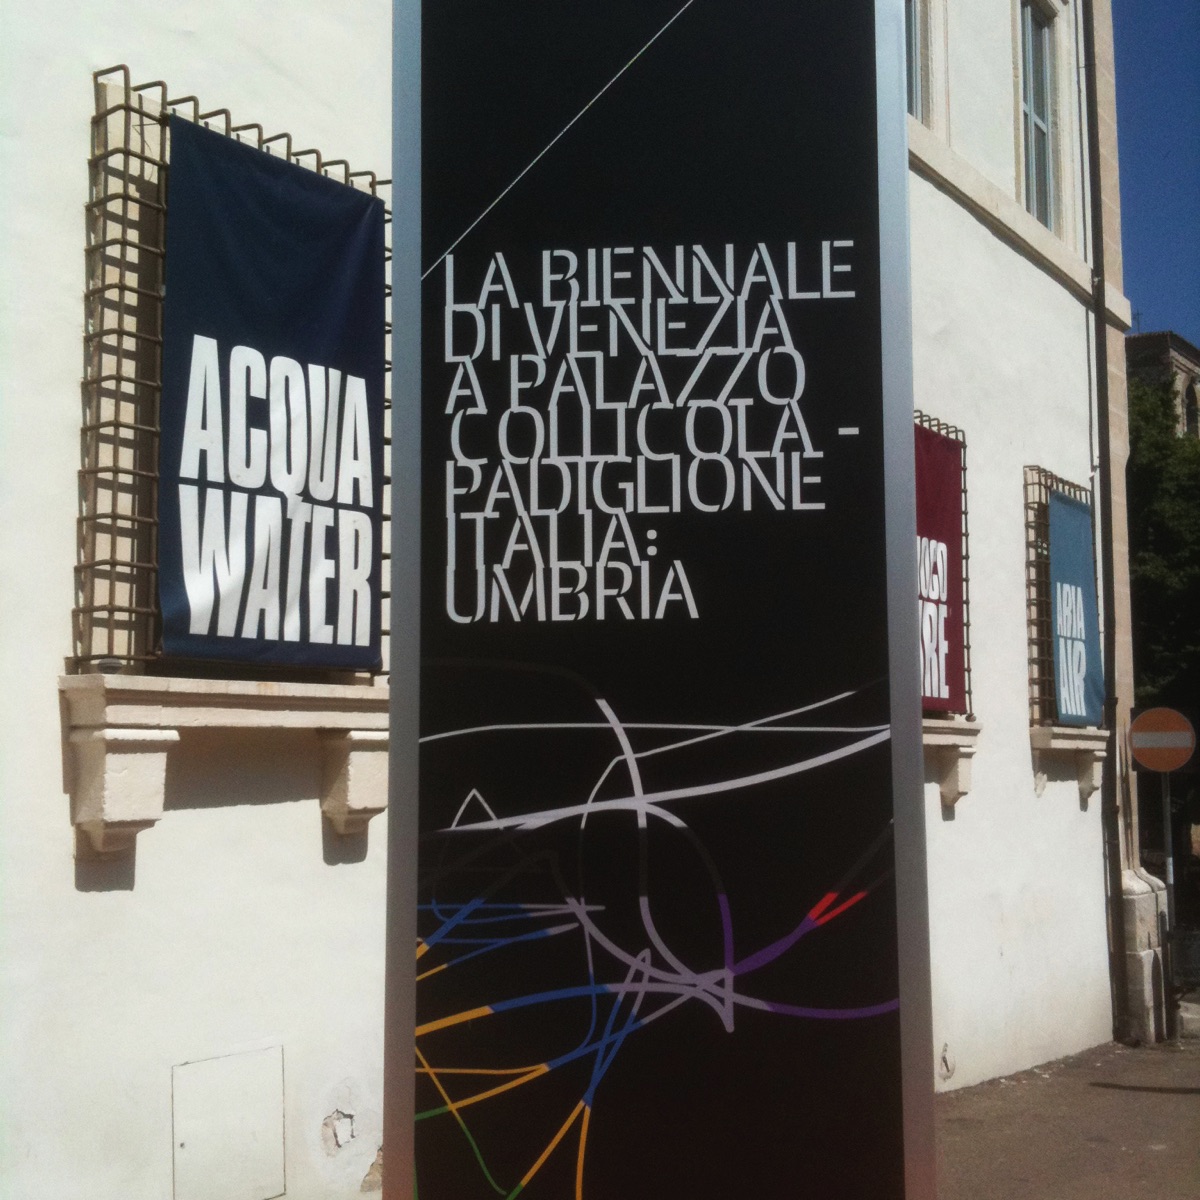 ACQUA
WATER
LA BIENNALE
DI VENEZIA
A PALAZZO
COLLICOLA -
PADIGLIONE
ITALIA:
UMBRIA
ARIA
AIR